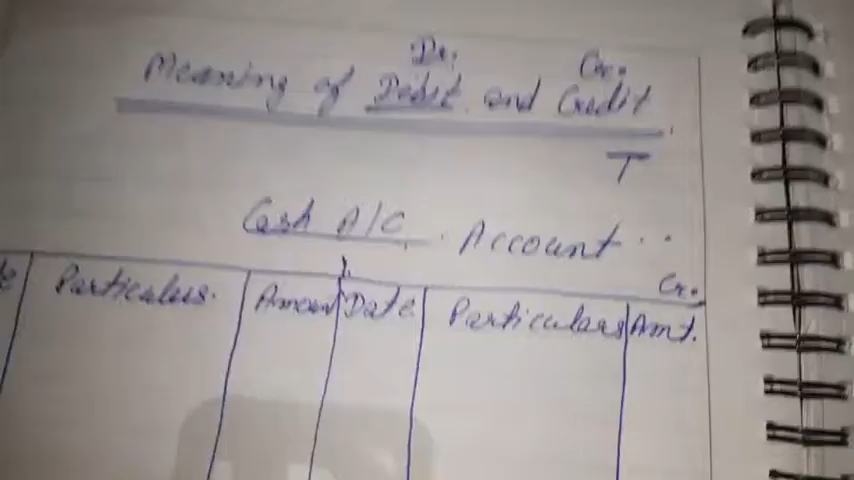 Dr. Cr.
Meaning of Debit and Credit
T
Cash A/C Account
Cr.
Particulars. Amount Date Particulars Amt.